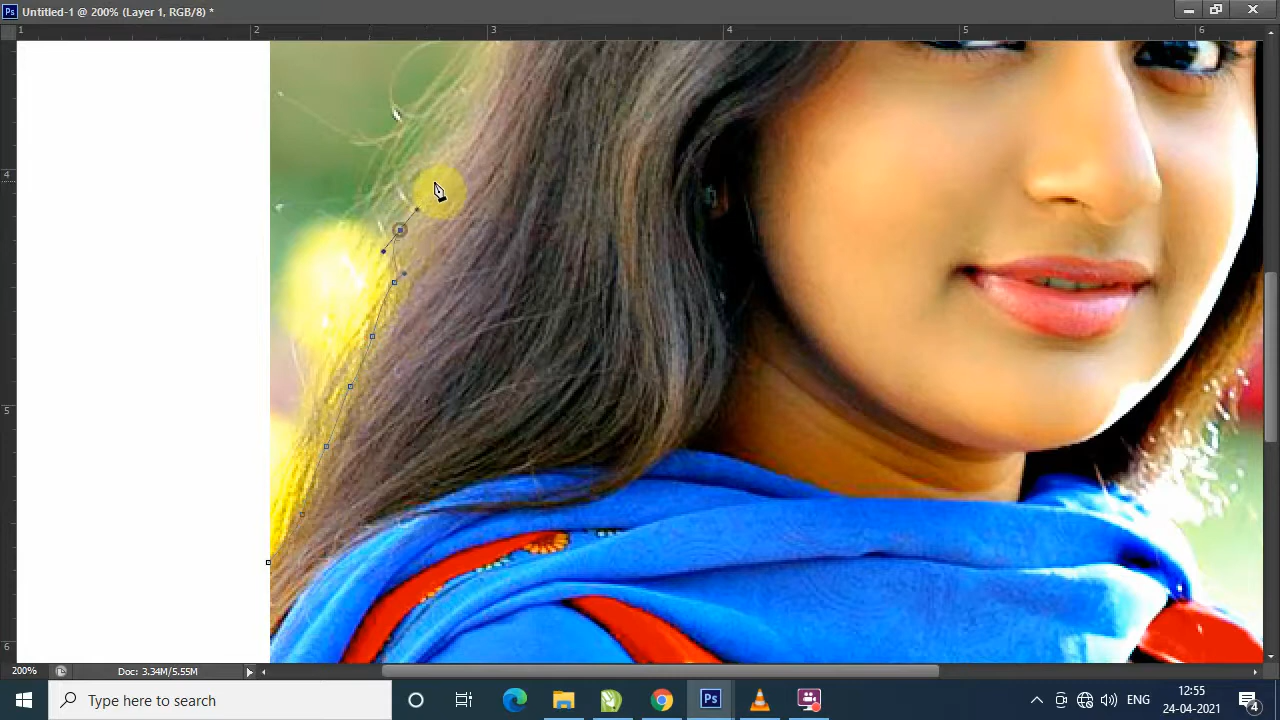 Untitled-1 @ 200% (Layer 1, RGB/8) *
1 2 3 4 5 6
4
5
6
200% Doc: 3.34M/5.55M
Type here to search
Ps
ENG
12:55
24-04-2021
4